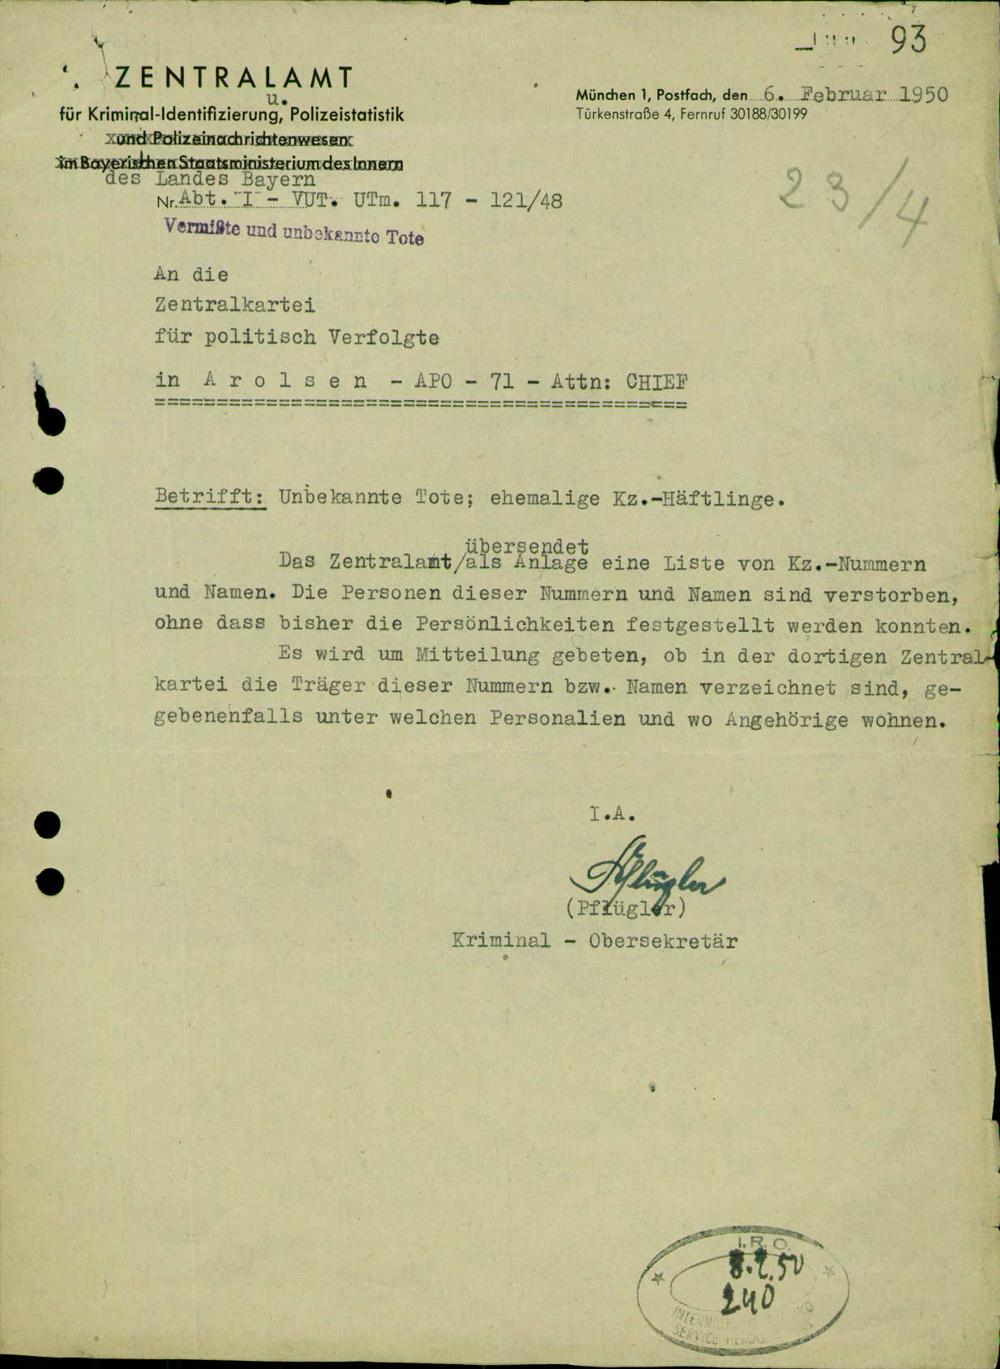 93
ZENTRALAMT
für Kriminal-Identifizierung, u. Polizeistatistik
und Polizeinachrichtenwesen
im Bayerischen Staatsministerium des Innern
des Landes Bayern
München 1, Postfach, den 6. Februar 1950
Türkenstraße 4, Fernruf 30188/30199
Nr. Abt. "I" - VUT. UTm. 117 - 121/48
Vermißte und unbekannte Tote
23/4
An die
Zentralkartei
für politisch Verfolgte
in A r o l s e n - APO - 71 - Attn: CHIEF
Betrifft: Unbekannte Tote; ehemalige Kz.-Häftlinge.
Das Zentralamt/übersendet als Anlage eine Liste von Kz.-Nummern
und Namen. Die Personen dieser Nummern und Namen sind verstorben,
ohne dass bisher die Persönlichkeiten festgestellt werden konnten.
Es wird um Mitteilung gebeten, ob in der dortigen Zentral-
kartei die Träger dieser Nummern bzw. Namen verzeichnet sind, ge-
gebenenfalls unter welchen Personalien und wo Angehörige wohnen.
I.A.
Pflügler
(Pflügler)
Kriminal - Obersekretär
I.R.O.
8.2.50
240
SERVICE